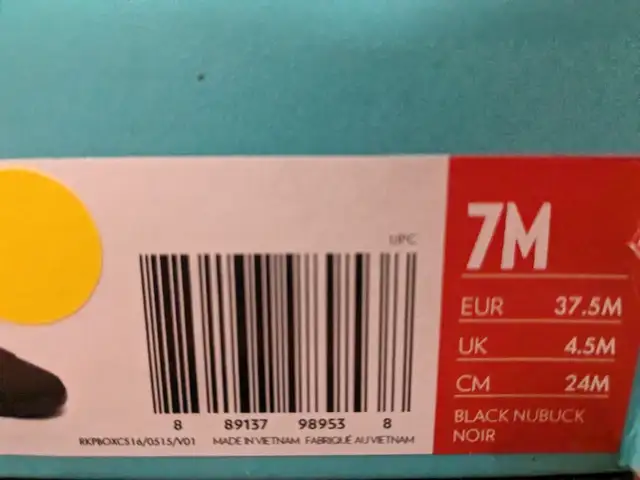 UPC
8 89137 98953 8
RKPBOXCS16/0515/V01 MADE IN VIETNAM. FABRIQUÉ AU VIETNAM
7M
EUR 37.5M
UK 4.5M
CM 24M
BLACK NUBUCK
NOIR